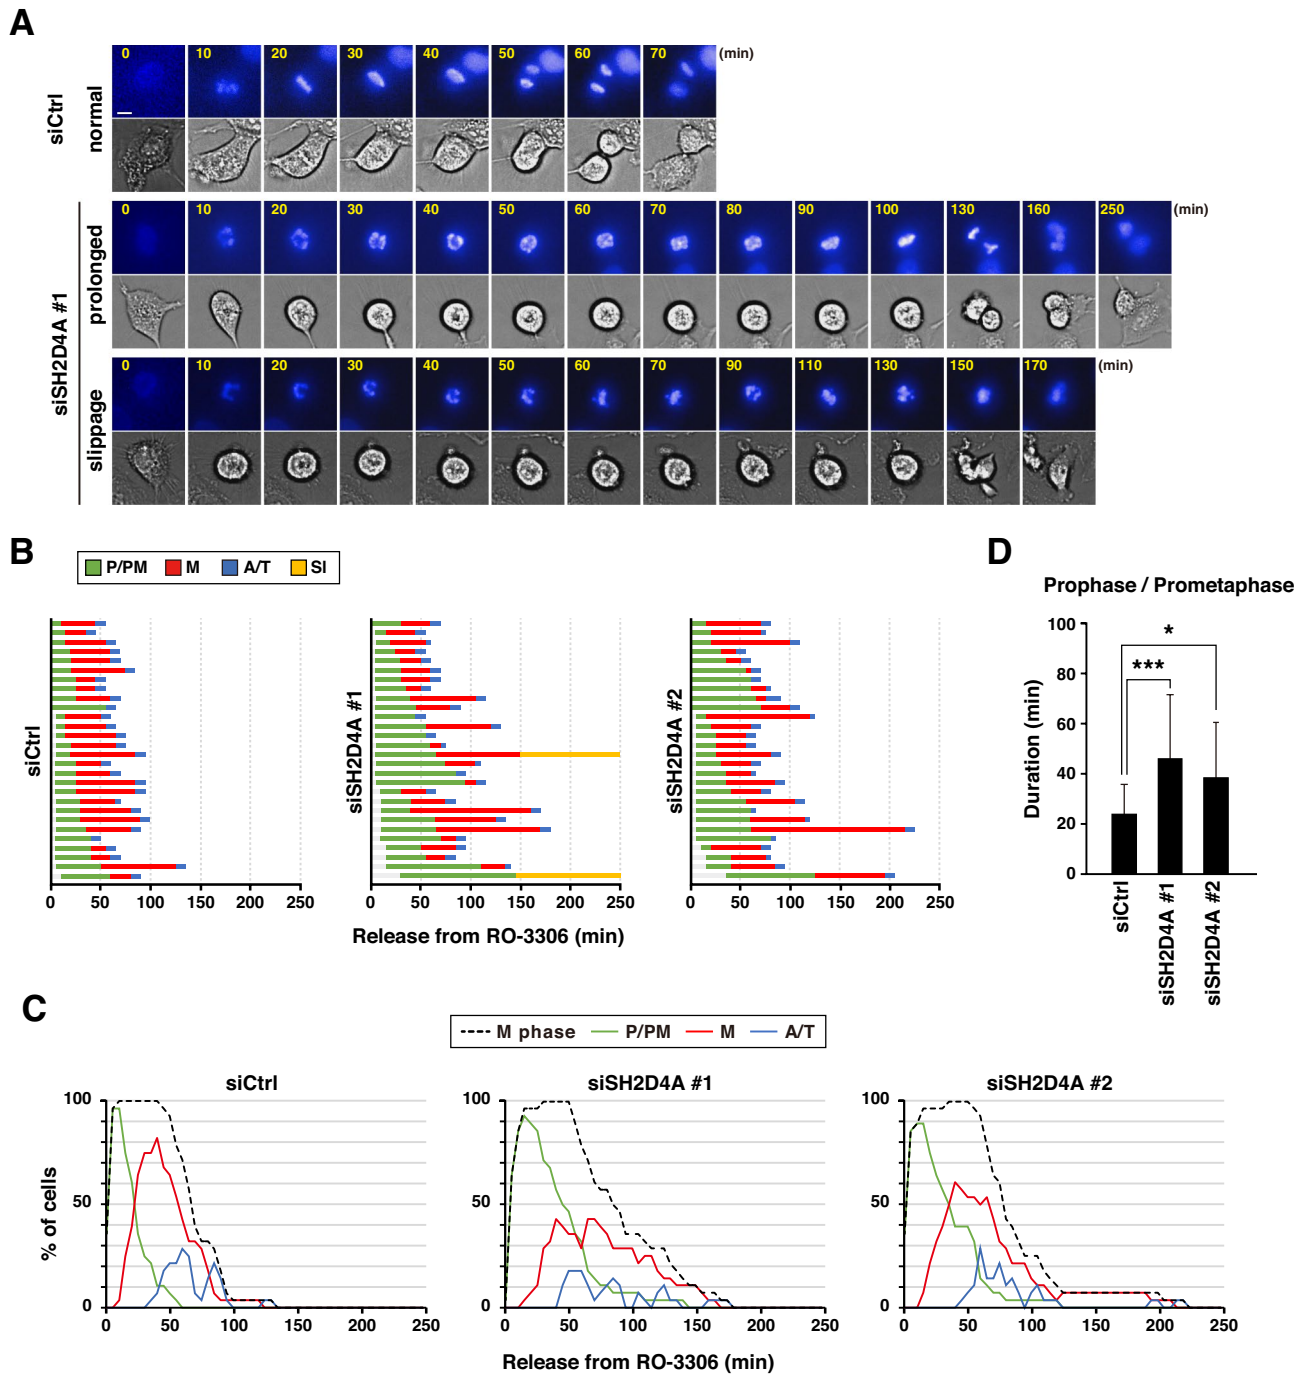 A
siCtrl
normal
0 10 20 30 40 50 60 70 (min)
siSH2D4A #1
prolonged
0 10 20 30 40 50 60 70 80 90 100 130 160 250 (min)
slippage
0 10 20 30 40 50 60 70 90 110 130 150 170 (min)
B
P/PM M A/T SI
siCtrl
0 50 100 150 200 250
siSH2D4A #1
0 50 100 150 200 250
siSH2D4A #2
0 50 100 150 200 250
Release from RO-3306 (min)
D
Prophase / Prometaphase
Duration (min)
100
80
60
40
20
0
*
***
siCtrl
siSH2D4A #1
siSH2D4A #2
C
M phase P/PM M A/T
% of cells
siCtrl
100
50
0
0 50 100 150 200 250
siSH2D4A #1
100
50
0
0 50 100 150 200 250
siSH2D4A #2
100
50
0
0 50 100 150 200 250
Release from RO-3306 (min)